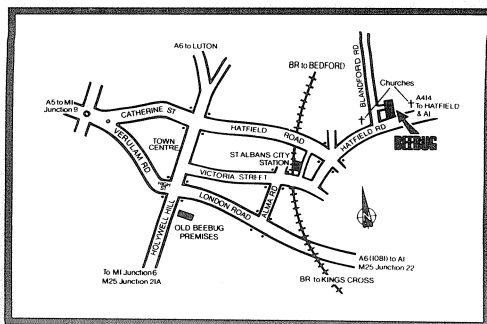 A6 to LUTON
BR to BEDFORD
BLANDFORD RD
Churches
A414
To HATFIELD
& A1
A5 to M1
Junction 9
CATHERINE ST
HATFIELD
ROAD
HATFIELD RD
BEEBUG
VERULAM RD
TOWN
CENTRE
ST ALBANS CITY
STATION
VICTORIA STREET
ALMA RD
LONDON ROAD
HOLYWELL HILL
OLD BEEBUG
PREMISES
N
A6 (1081) to A1
M25 Junction 22
To M1 Junction 6
M25 Junction 21A
BR to KINGS CROSS